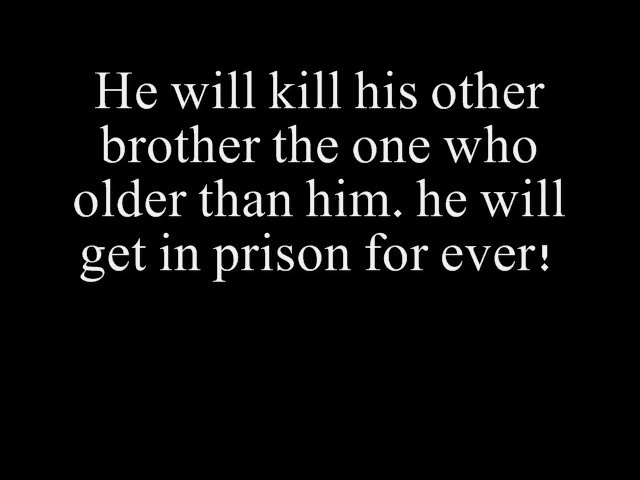 He will kill his other
brother the one who
older than him. he will
get in prison for ever!